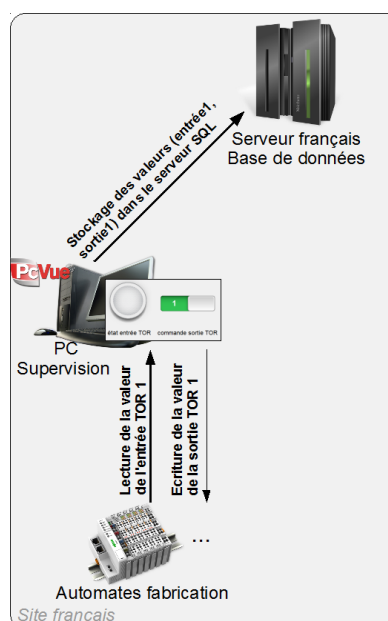 Serveur français
Base de données
Stockage des valeurs (entrée1,
sortie1) dans le serveur SQL
PcVue
1
état entrée TOR
commande sortie TOR
PC
Supervision
Lecture de la valeur
de l'entrée TOR 1
Ecriture de la valeur
de la sortie TOR 1
...
Automates fabrication
Site français